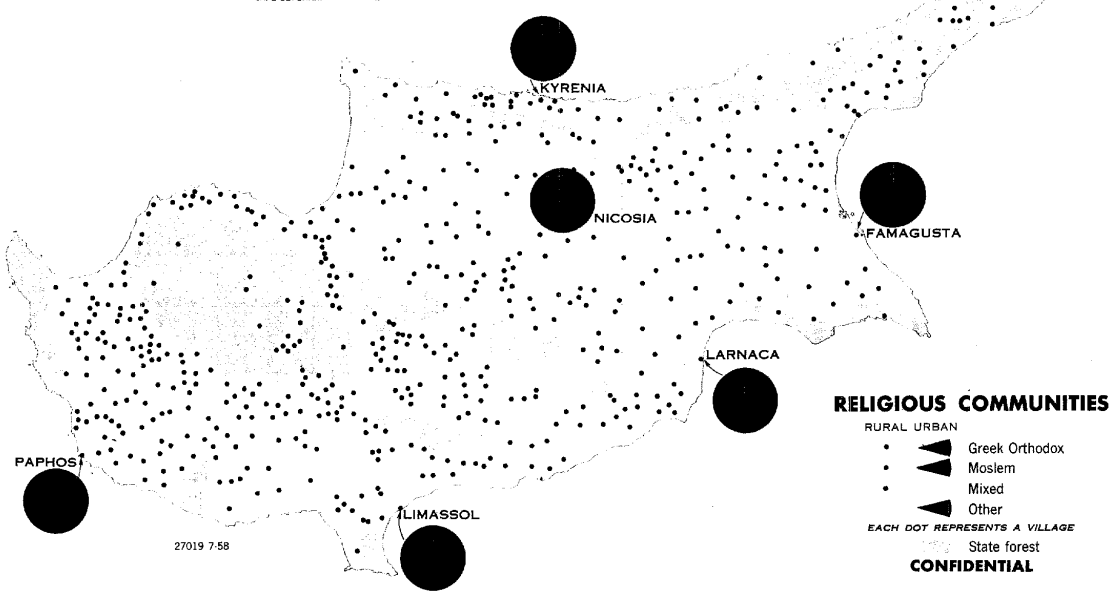 KYRENIA
NICOSIA
FAMAGUSTA
LARNACA
PAPHOS
LIMASSOL
27019 7-58
RELIGIOUS COMMUNITIES
RURAL URBAN
Greek Orthodox
Moslem
Mixed
Other
EACH DOT REPRESENTS A VILLAGE
State forest
CONFIDENTIAL